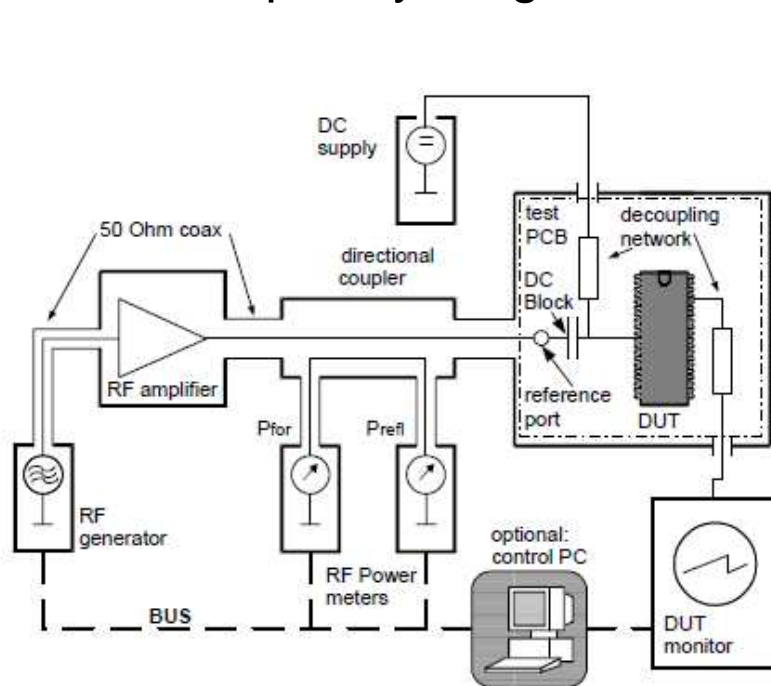 DC
supply
50 Ohm coax
directional
coupler
test
PCB
decoupling
network
DC
Block
RF amplifier
reference
port
DUT
Pfor
Prefl
RF
generator
RF Power
meters
optional:
control PC
BUS
DUT
monitor